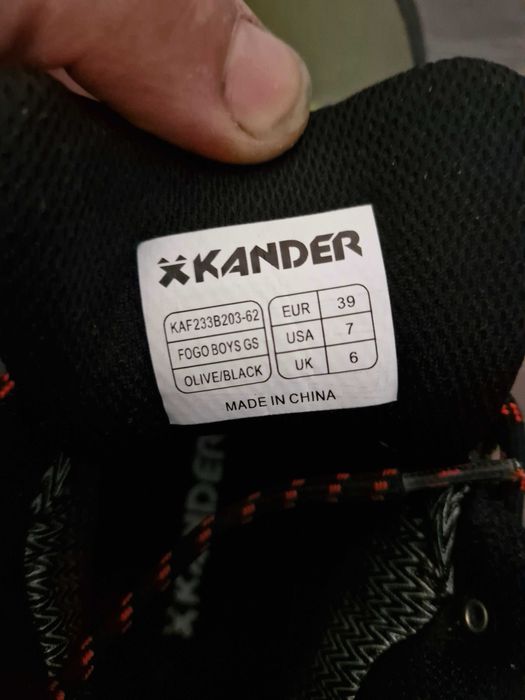 KANDER
KAF233B203-62
FOGO BOYS GS
OLIVE/BLACK
EUR 39
USA 7
UK 6
MADE IN CHINA
KANDER